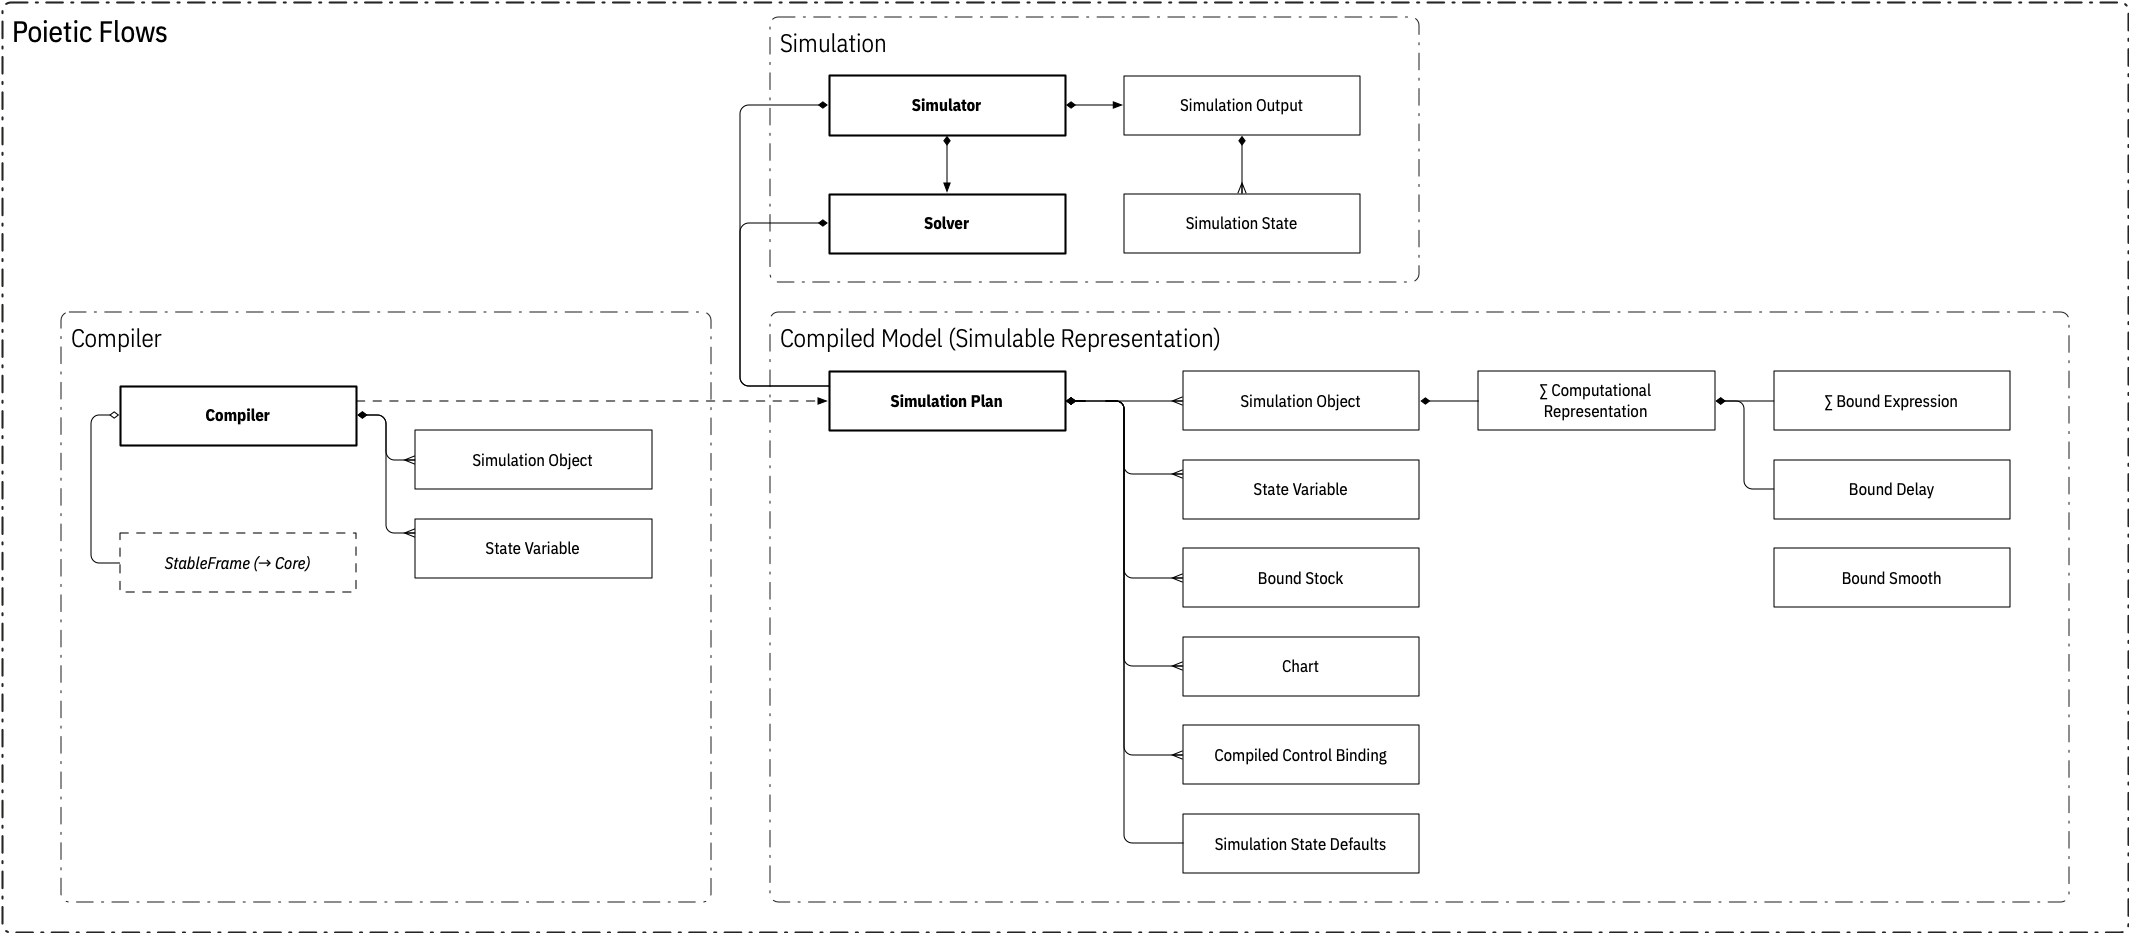 Poietic Flows
Simulation
Simulator
Simulation Output
Solver
Simulation State
Compiler
Compiler
Simulation Object
State Variable
StableFrame (→ Core)
Compiled Model (Simulable Representation)
Simulation Plan
Simulation Object
∑ Computational
Representation
∑ Bound Expression
State Variable
Bound Delay
Bound Stock
Bound Smooth
Chart
Compiled Control Binding
Simulation State Defaults